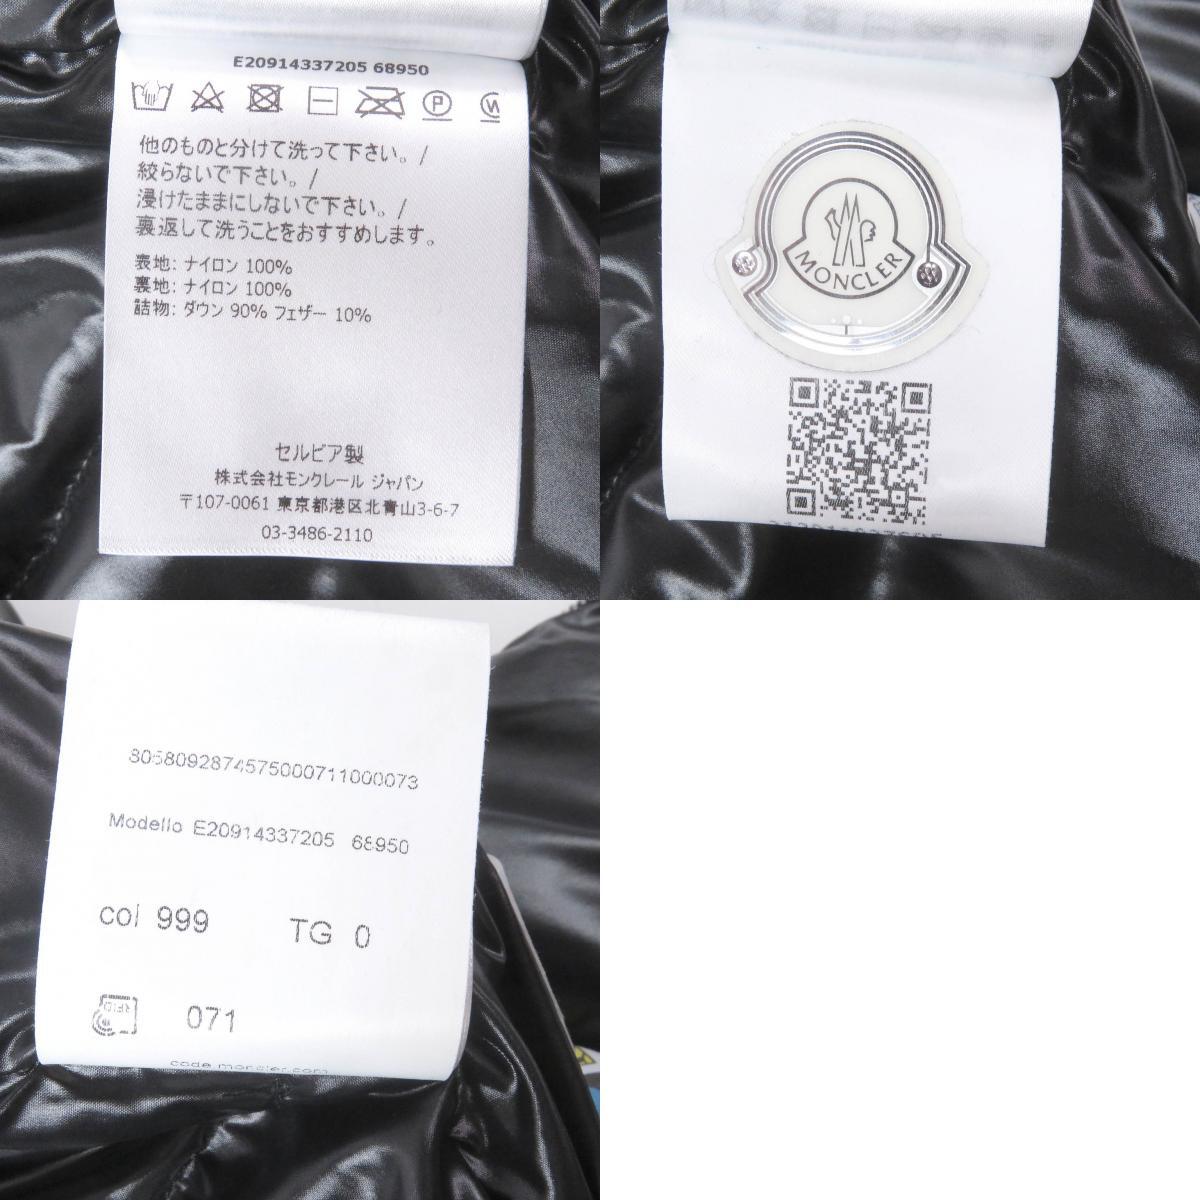 E20914337205 68950
他のものと分けて洗って下さい。/
絞らないで下さい。/
浸けたままにしないで下さい。/
裏返して洗うことをおすすめします。
表地: ナイロン 100%
裏地: ナイロン 100%
詰物: ダウン 90% フェザー 10%
セルビア製
株式会社モンクレール ジャパン
〒107-0061 東京都港区北青山3-6-7
03-3486-2110
MONCLER
8058092874575000711000073
Modello E20914337205 68950
col 999 TG 0
RFID 071
code.moncler.com